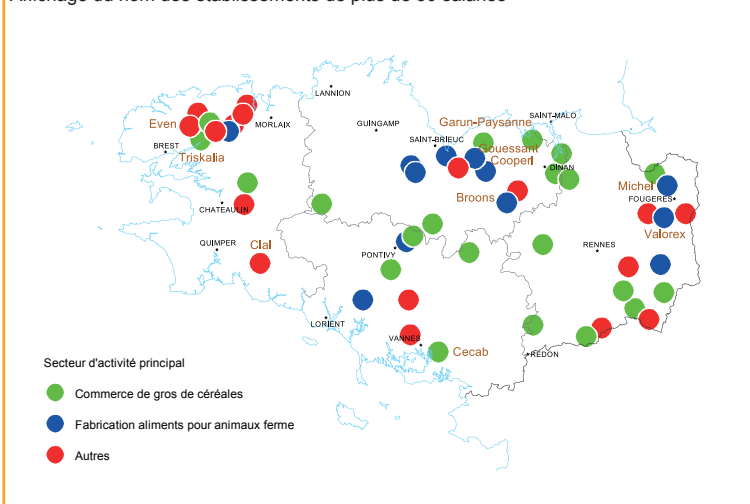 Affichage du nom des établissements de plus de 50 salariés
LANNION
GUINGAMP
MORLAIX
BREST
Even
Triskalia
Garun-Paysanne
SAINT-MALO
SAINT-BRIEUC
Gouessant
Cooperl
DINAN
Broons
Michel
FOUGERES
Valorex
CHATEAULIN
QUIMPER
Clal
PONTIVY
RENNES
LORIENT
VANNES
Cecab
REDON
Secteur d'activité principal
Commerce de gros de céréales
Fabrication aliments pour animaux ferme
Autres